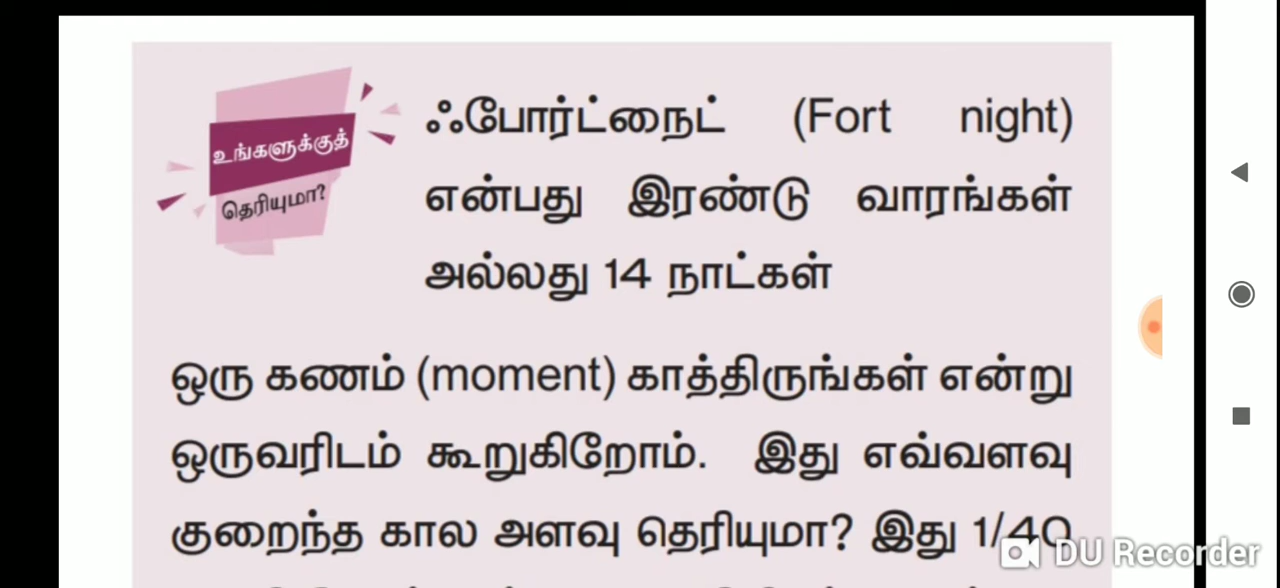 உங்களுக்குத்
தெரியுமா?
ஃபோர்ட்நைட் (Fort night)
என்பது இரண்டு வாரங்கள்
அல்லது 14 நாட்கள்
ஒரு கணம் (moment) காத்திருங்கள் என்று
ஒருவரிடம் கூறுகிறோம். இது எவ்வளவு
குறைந்த கால அளவு தெரியுமா? இது 1/40
DU Recorder